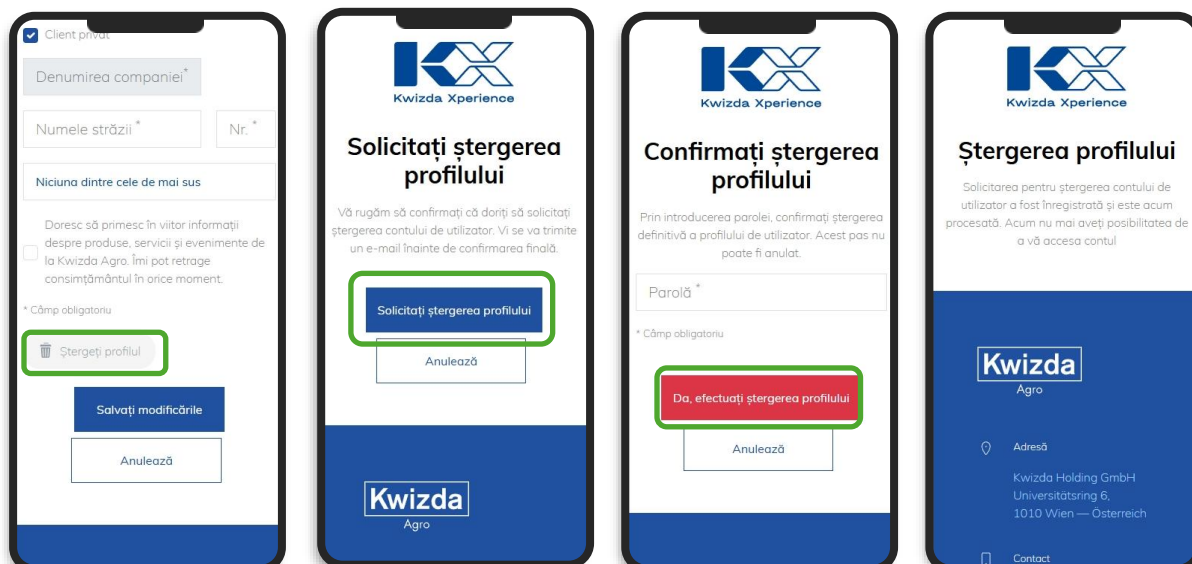 Client privat
Denumirea companiei*
Numele străzii *
Nr. *
Niciuna dintre cele de mai sus
Doresc să primesc în viitor informații
despre produse, servicii și evenimente de
la Kwizda Agro. Îmi pot retrage
consimțământul în orice moment.
* Câmp obligatoriu
Ștergeți profilul
Salvați modificările
Anulează
KX
Kwizda Xperience
Solicitați ștergerea
profilului
Vă rugăm să confirmați că doriți să solicitați
ștergerea contului de utilizator. Vi se va trimite
un e-mail înainte de confirmarea finală.
Solicitați ștergerea profilului
Anulează
Kwizda
Agro
KX
Kwizda Xperience
Confirmați ștergerea
profilului
Prin introducerea parolei, confirmați ștergerea
definitivă a profilului de utilizator. Acest pas nu
poate fi anulat.
Parolă *
* Câmp obligatoriu
Da, efectuați ștergerea profilului
Anulează
KX
Kwizda Xperience
Ștergerea profilului
Solicitarea pentru ștergerea contului de
utilizator a fost înregistrată și este acum
procesată. Acum nu mai aveți posibilitatea de
a vă accesa contul
Kwizda
Agro
Adresă
Kwizda Holding GmbH
Universitätsring 6,
1010 Wien — Österreich
Contact